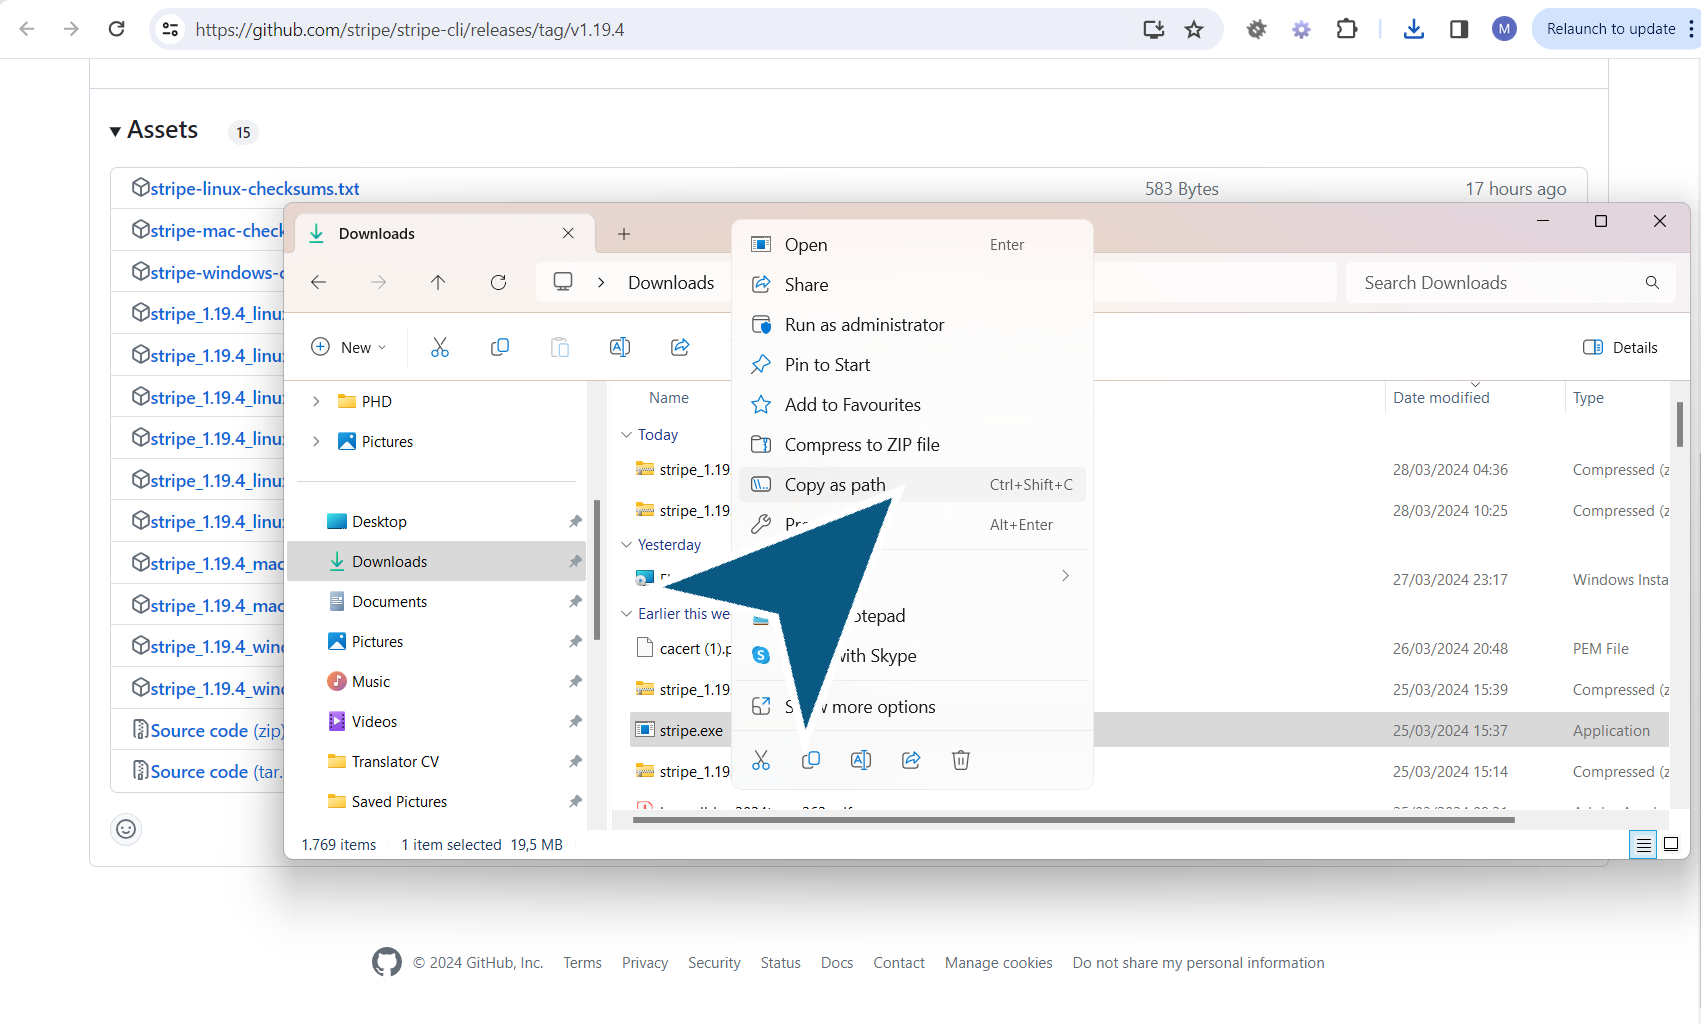 https://github.com/stripe/stripe-cli/releases/tag/v1.19.4
M
Relaunch to update
Assets 15
stripe-linux-checksums.txt 583 Bytes 17 hours ago
stripe-mac-check
stripe-windows-c
stripe_1.19.4_linu
stripe_1.19.4_linu
stripe_1.19.4_linu
stripe_1.19.4_linu
stripe_1.19.4_linu
stripe_1.19.4_linu
stripe_1.19.4_mac
stripe_1.19.4_mac
stripe_1.19.4_wind
stripe_1.19.4_wind
Source code (zip)
Source code (tar.
Downloads
Downloads
Search Downloads
New
Details
PHD
Pictures
Desktop
Downloads
Documents
Pictures
Music
Videos
Translator CV
Saved Pictures
Name Date modified Type
Today
stripe_1.19 28/03/2024 04:36 Compressed (z
stripe_1.19 28/03/2024 10:25 Compressed (z
Yesterday
27/03/2024 23:17 Windows Insta
Earlier this we
cacert (1).p 26/03/2024 20:48 PEM File
stripe_1.19 25/03/2024 15:39 Compressed (z
stripe.exe 25/03/2024 15:37 Application
stripe_1.19 25/03/2024 15:14 Compressed (z
Open Enter
Share
Run as administrator
Pin to Start
Add to Favourites
Compress to ZIP file
Copy as path Ctrl+Shift+C
Alt+Enter
otepad
with Skype
more options
1.769 items 1 item selected 19,5 MB
© 2024 GitHub, Inc. Terms Privacy Security Status Docs Contact Manage cookies Do not share my personal information